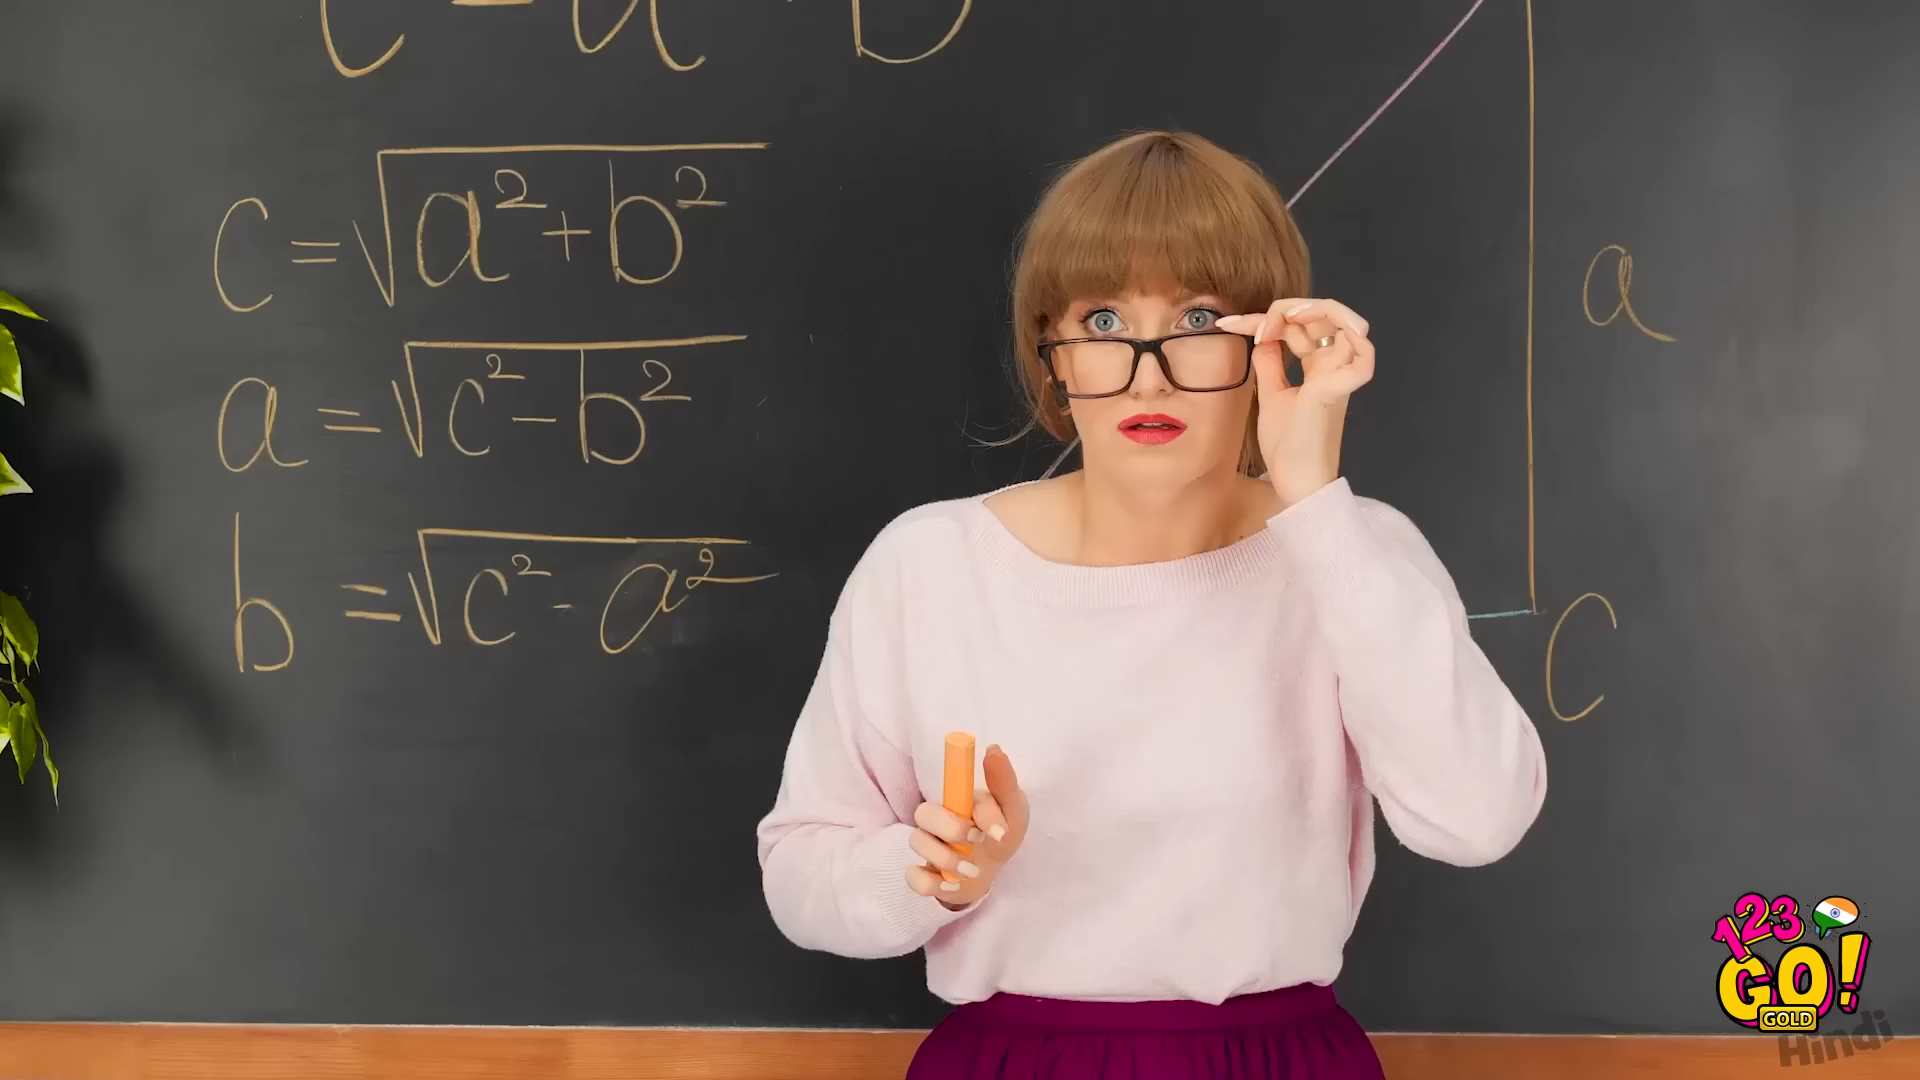 c = √a²+b²
a = √c²-b²
b = √c²-a²
a
C
123
GO!
GOLD
Hindi